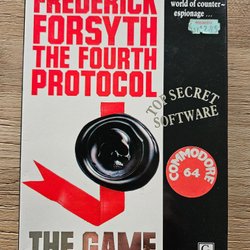 FREDERICK
FORSYTH
THE FOURTH
PROTOCOL
world of counter-
espionage ...
TOP SECRET
SOFTWARE
COMMODORE
64
THE GAME